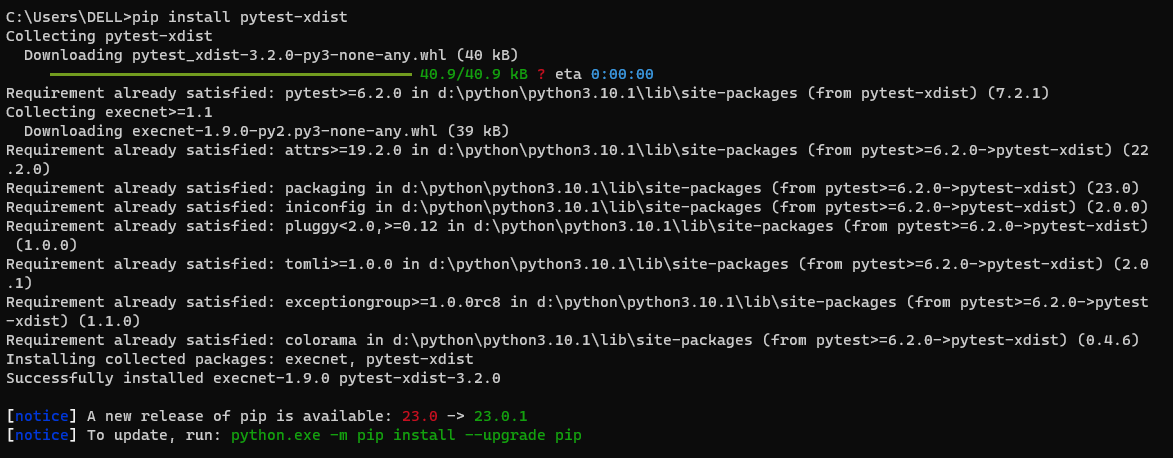 C:\Users\DELL>pip install pytest-xdist
Collecting pytest-xdist
  Downloading pytest_xdist-3.2.0-py3-none-any.whl (40 kB)
     ---------------------------------------- 40.9/40.9 kB ? eta 0:00:00
Requirement already satisfied: pytest>=6.2.0 in d:\python\python3.10.1\lib\site-packages (from pytest-xdist) (7.2.1)
Collecting execnet>=1.1
  Downloading execnet-1.9.0-py2.py3-none-any.whl (39 kB)
Requirement already satisfied: attrs>=19.2.0 in d:\python\python3.10.1\lib\site-packages (from pytest>=6.2.0->pytest-xdist) (22
.2.0)
Requirement already satisfied: packaging in d:\python\python3.10.1\lib\site-packages (from pytest>=6.2.0->pytest-xdist) (23.0)
Requirement already satisfied: iniconfig in d:\python\python3.10.1\lib\site-packages (from pytest>=6.2.0->pytest-xdist) (2.0.0)
Requirement already satisfied: pluggy<2.0,>=0.12 in d:\python\python3.10.1\lib\site-packages (from pytest>=6.2.0->pytest-xdist)
 (1.0.0)
Requirement already satisfied: tomli>=1.0.0 in d:\python\python3.10.1\lib\site-packages (from pytest>=6.2.0->pytest-xdist) (2.0
.1)
Requirement already satisfied: exceptiongroup>=1.0.0rc8 in d:\python\python3.10.1\lib\site-packages (from pytest>=6.2.0->pytest
-xdist) (1.1.0)
Requirement already satisfied: colorama in d:\python\python3.10.1\lib\site-packages (from pytest>=6.2.0->pytest-xdist) (0.4.6)
Installing collected packages: execnet, pytest-xdist
Successfully installed execnet-1.9.0 pytest-xdist-3.2.0

[notice] A new release of pip is available: 23.0 -> 23.0.1
[notice] To update, run: python.exe -m pip install --upgrade pip